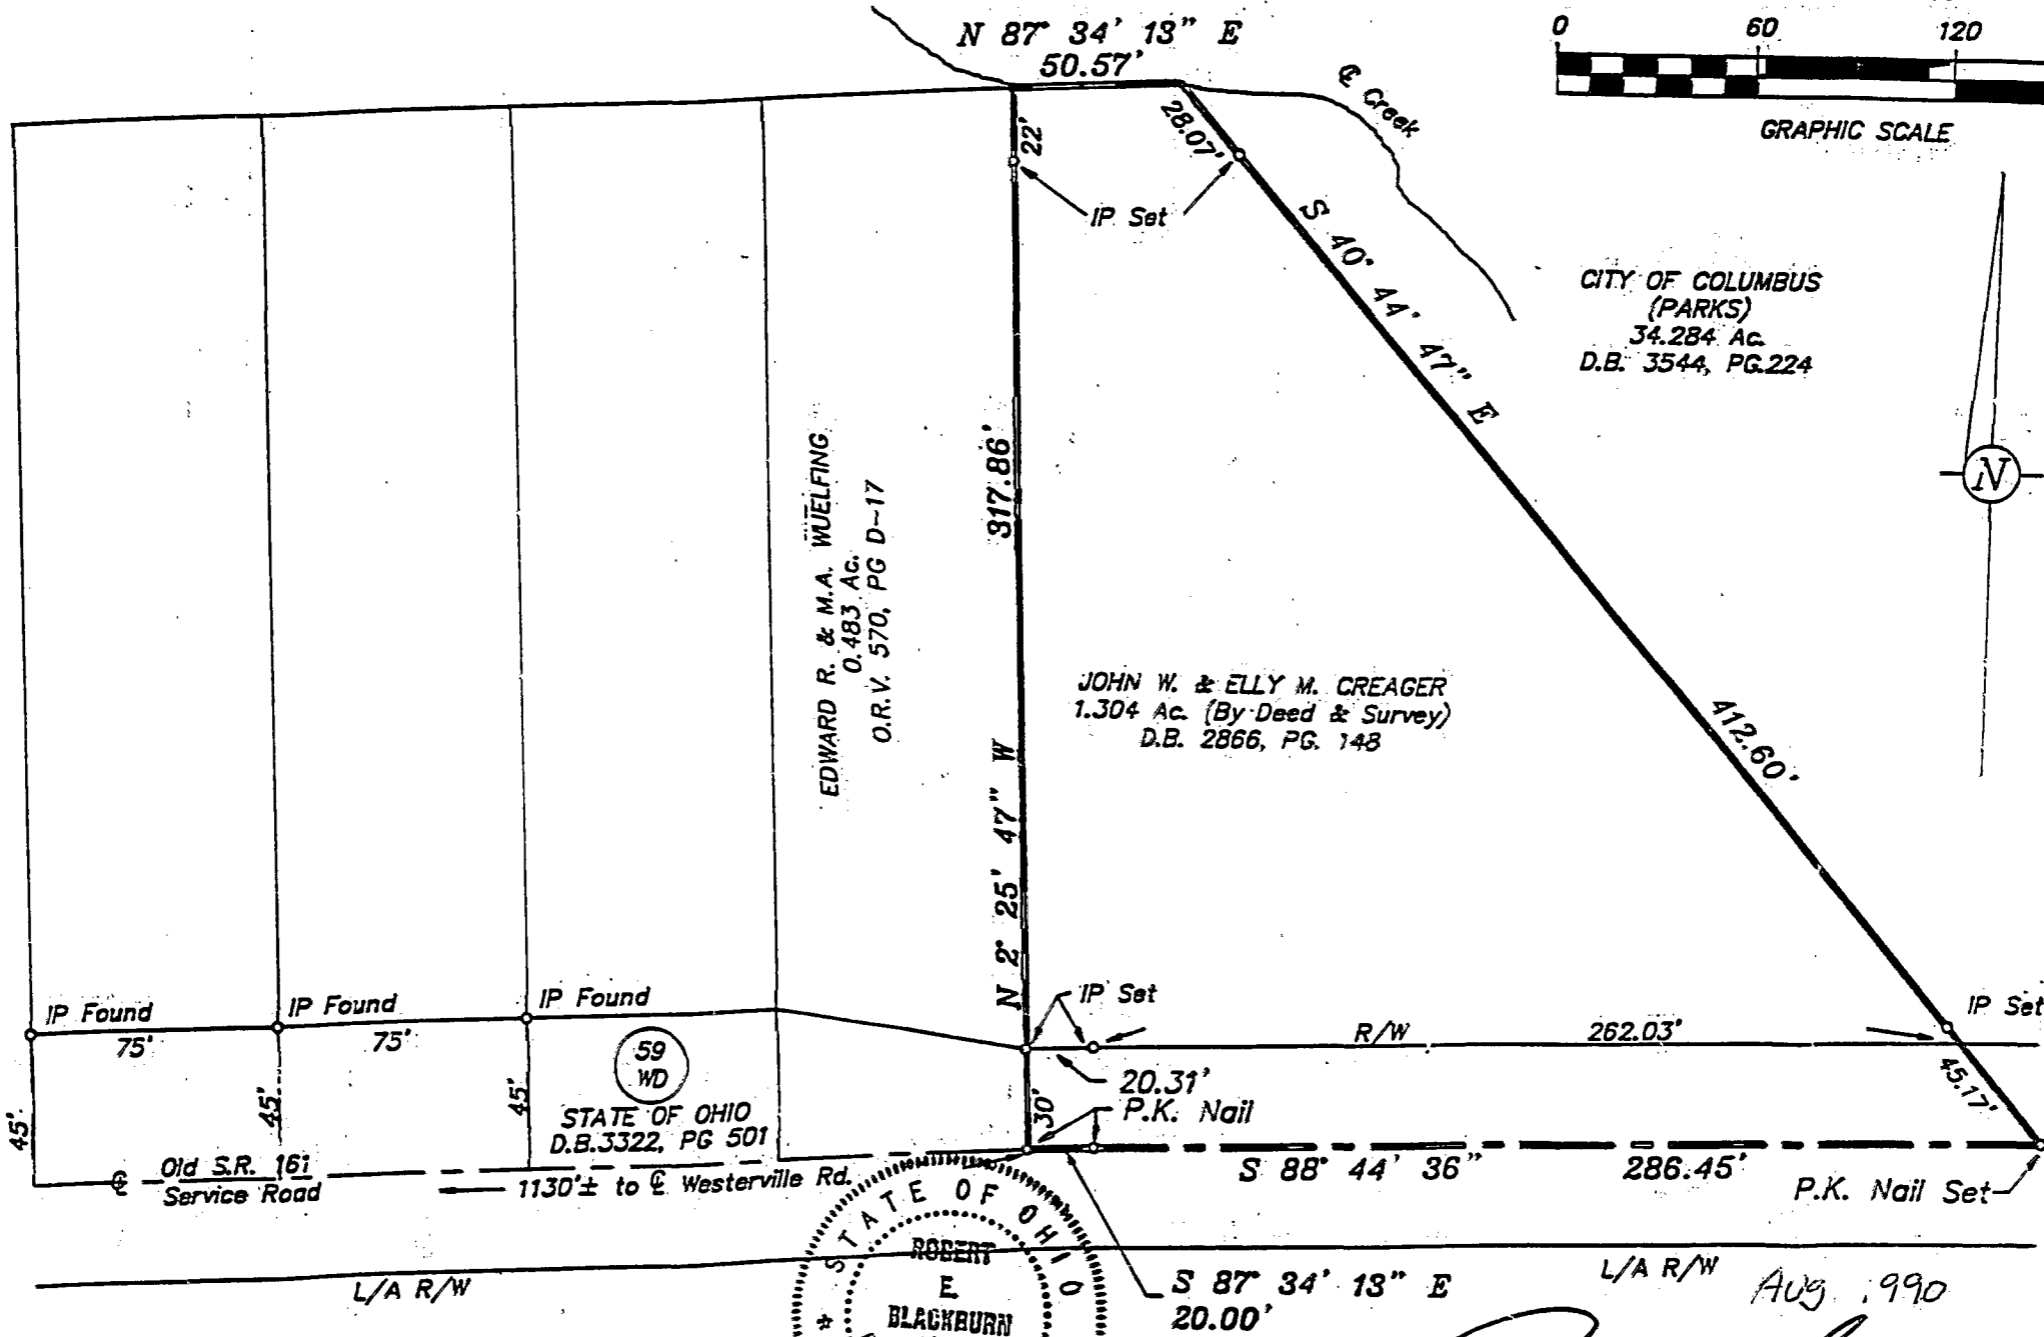 N 87° 34' 13" E
50.57'
0 60 120
GRAPHIC SCALE
℄ Creek
22'
28.07'
IP Set
S 40° 44' 47" E
CITY OF COLUMBUS
(PARKS)
34.284 Ac.
D.B. 3544, PG.224
N
EDWARD R. & M.A. WUELFING
0.483 Ac.
O.R.V. 570, PG D-17
317.86'
N 2° 25' 47" W
JOHN W. & ELLY M. CREAGER
1.304 Ac. (By Deed & Survey)
D.B. 2866, PG. 148
412.60'
IP Found
IP Found
IP Found
75'
75'
59
WD
45'
45'
45'
STATE OF OHIO
D.B.3322, PG 501
IP Set
R/W
262.03'
IP Set
20.31'
30'
P.K. Nail
45.17'
℄ Old S.R. 161
Service Road
1130'± to ℄ Westerville Rd.
S 88° 44' 36"
286.45'
P.K. Nail Set
STATE OF OHIO
ROBERT
E.
BLACKBURN
L/A R/W
S 87° 34' 13" E
20.00'
L/A R/W
Aug. 1990